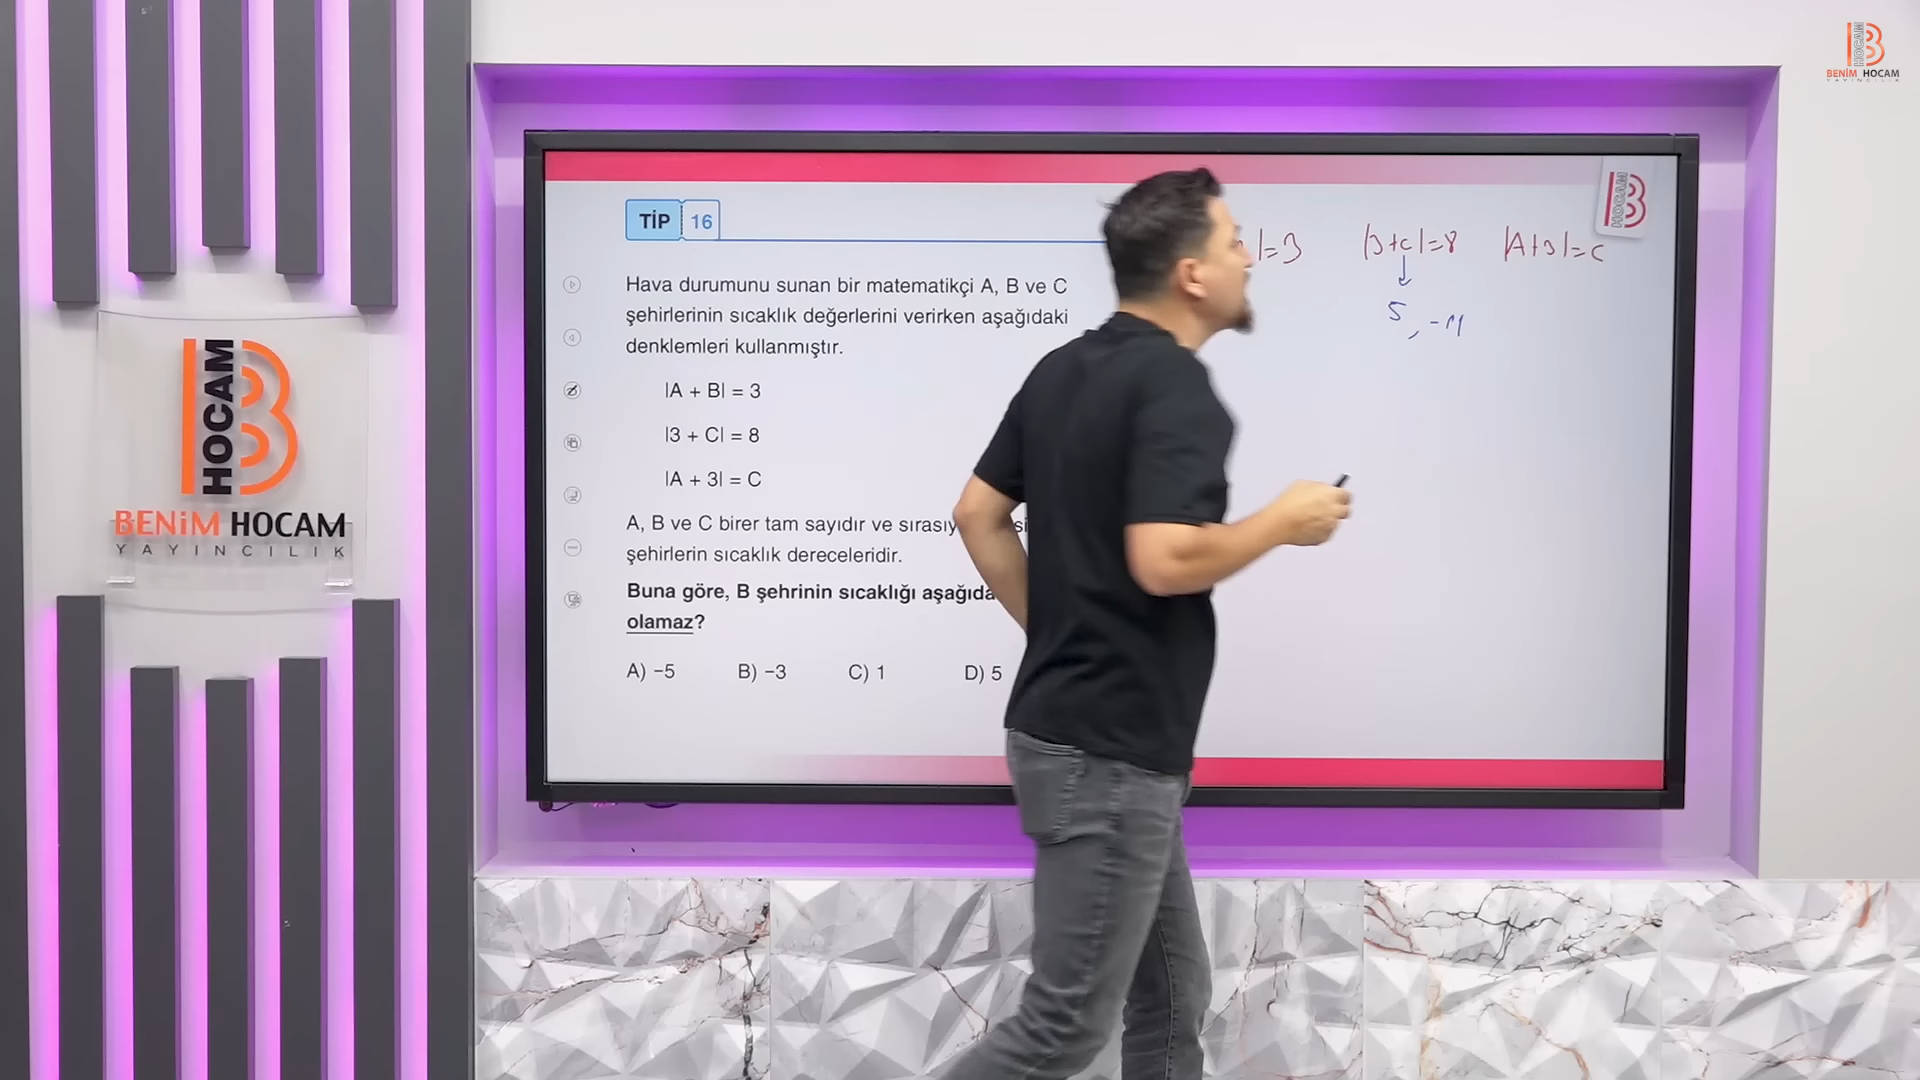 HOCAM
BENİM HOCAM
YAYINCILIK
HOCAM
BENİM HOCAM
YAYINCILIK
HOCAM
TİP 16
Hava durumunu sunan bir matematikçi A, B ve C
şehirlerinin sıcaklık değerlerini verirken aşağıdaki
denklemleri kullanmıştır.
|A + B| = 3
|3 + C| = 8
|A + 3| = C
A, B ve C birer tam sayıdır ve
şehirlerin sıcaklık dereceleridir.
Buna göre, B şehrinin sıcaklığı
olamaz?
A) −5 B) −3 C) 1 D) 5
|=3 |3+C|=8 |A+3|=C
5, -11